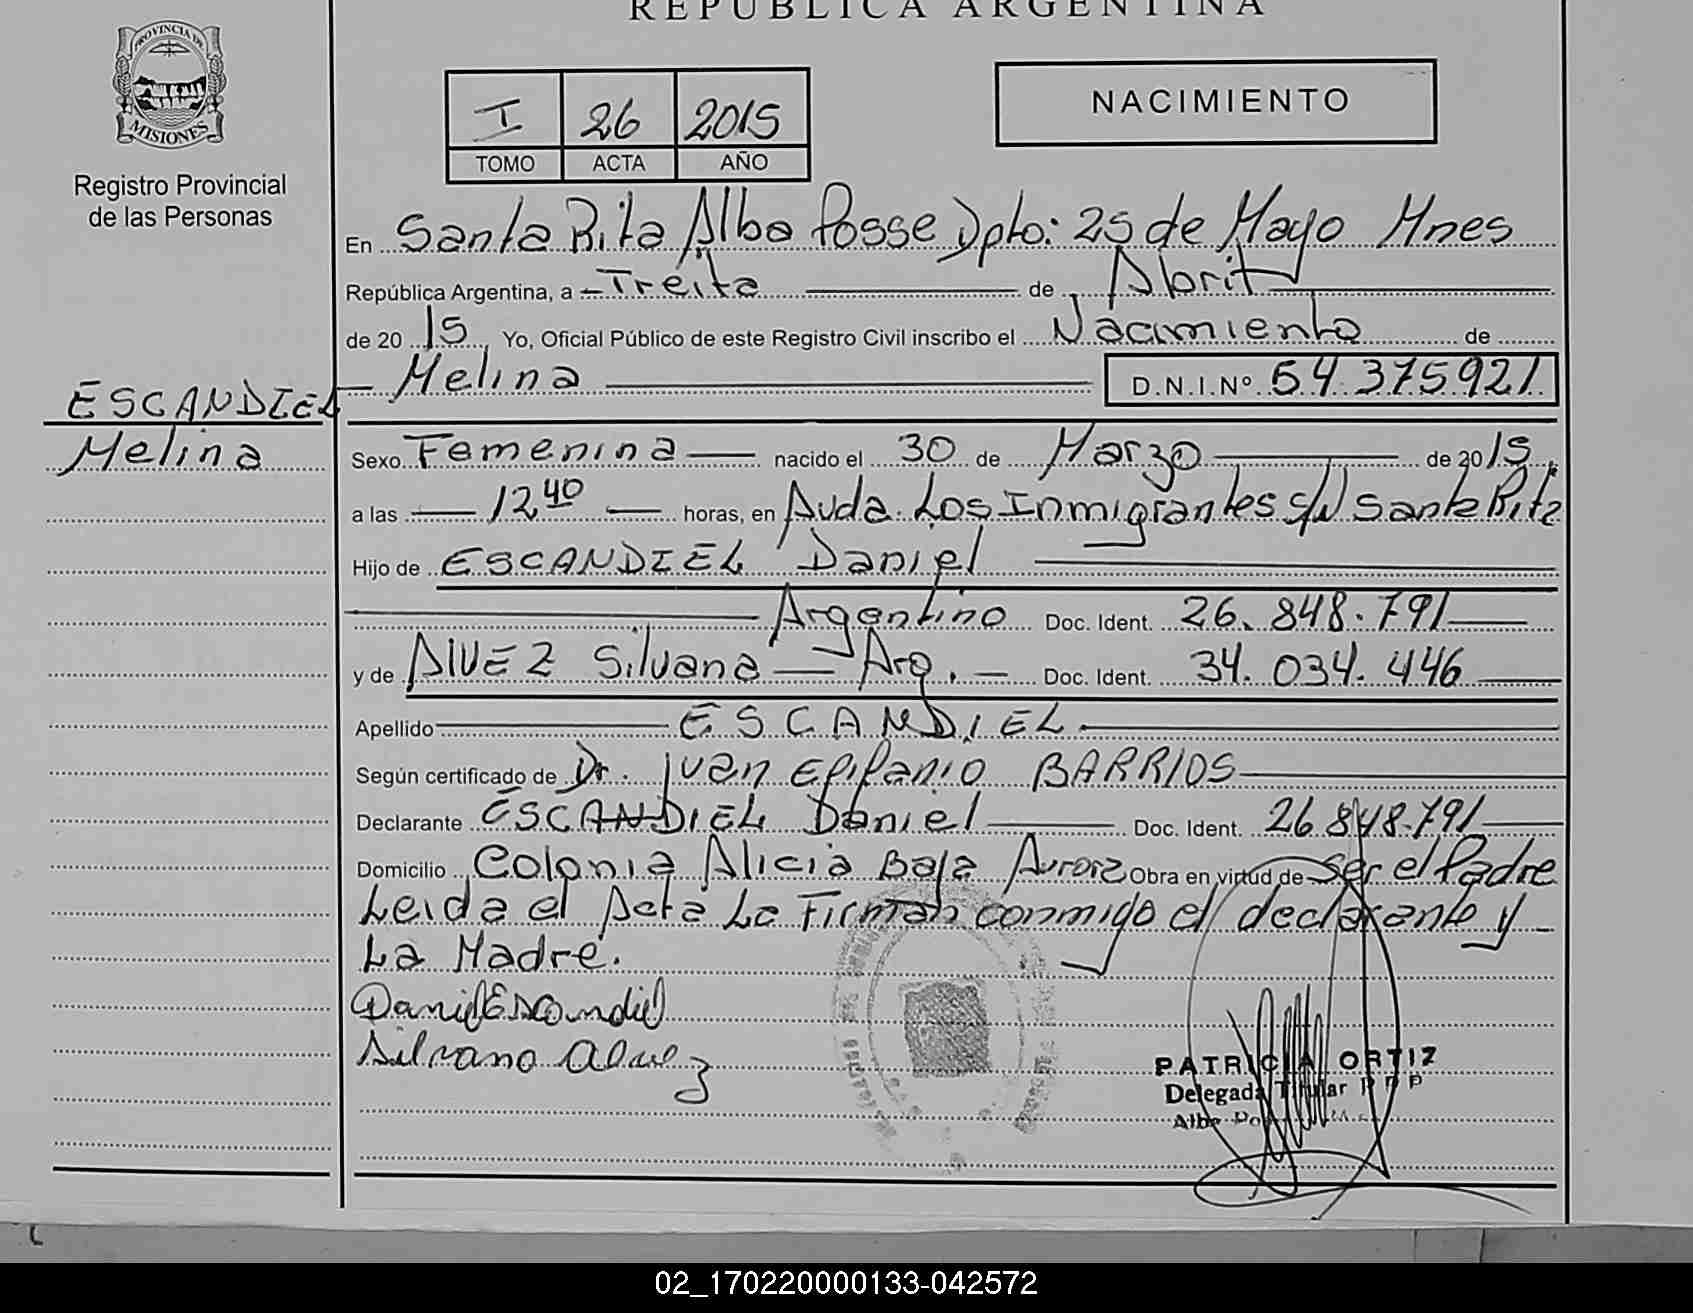 REPÚBLICA ARGENTINA
PROVINCIA DE
MISIONES
Registro Provincial
de las Personas
I 26 2015
TOMO ACTA AÑO
NACIMIENTO
En Santa Rita Alba Posse Dpto: 25 de Mayo Mnes
República Argentina, a Treita de Abril
de 2015, Yo, Oficial Público de este Registro Civil inscribo el Nacimiento de
Melina D.N.I.Nº 54.375921
ESCANDIEL
Melina
Sexo Femenina nacido el 30 de Marzo de 2015,
a las 12 40 horas, en Avda. Los Inmigrantes s/N Santa Rita
Hijo de ESCANDIEL Daniel
Argentino Doc. Ident. 26.848.791
y de ALVEZ Silvana Arg. Doc. Ident. 34.034.446
Apellido ESCANDIEL
Según certificado de Dr. Juan Epifanio BARRIOS
Declarante ESCANDIEL Daniel Doc. Ident. 26.848.791
Domicilio Colonia Alicia Baja Aurora Obra en virtud de ser el Padre
Leida el Acta La Firman conmigo el declarante y
La Madre.
Daniel Escandiel
Silvana Alvez
PATRICIA ORTIZ
Delegada Titular
Alba
02_170220000133-042572